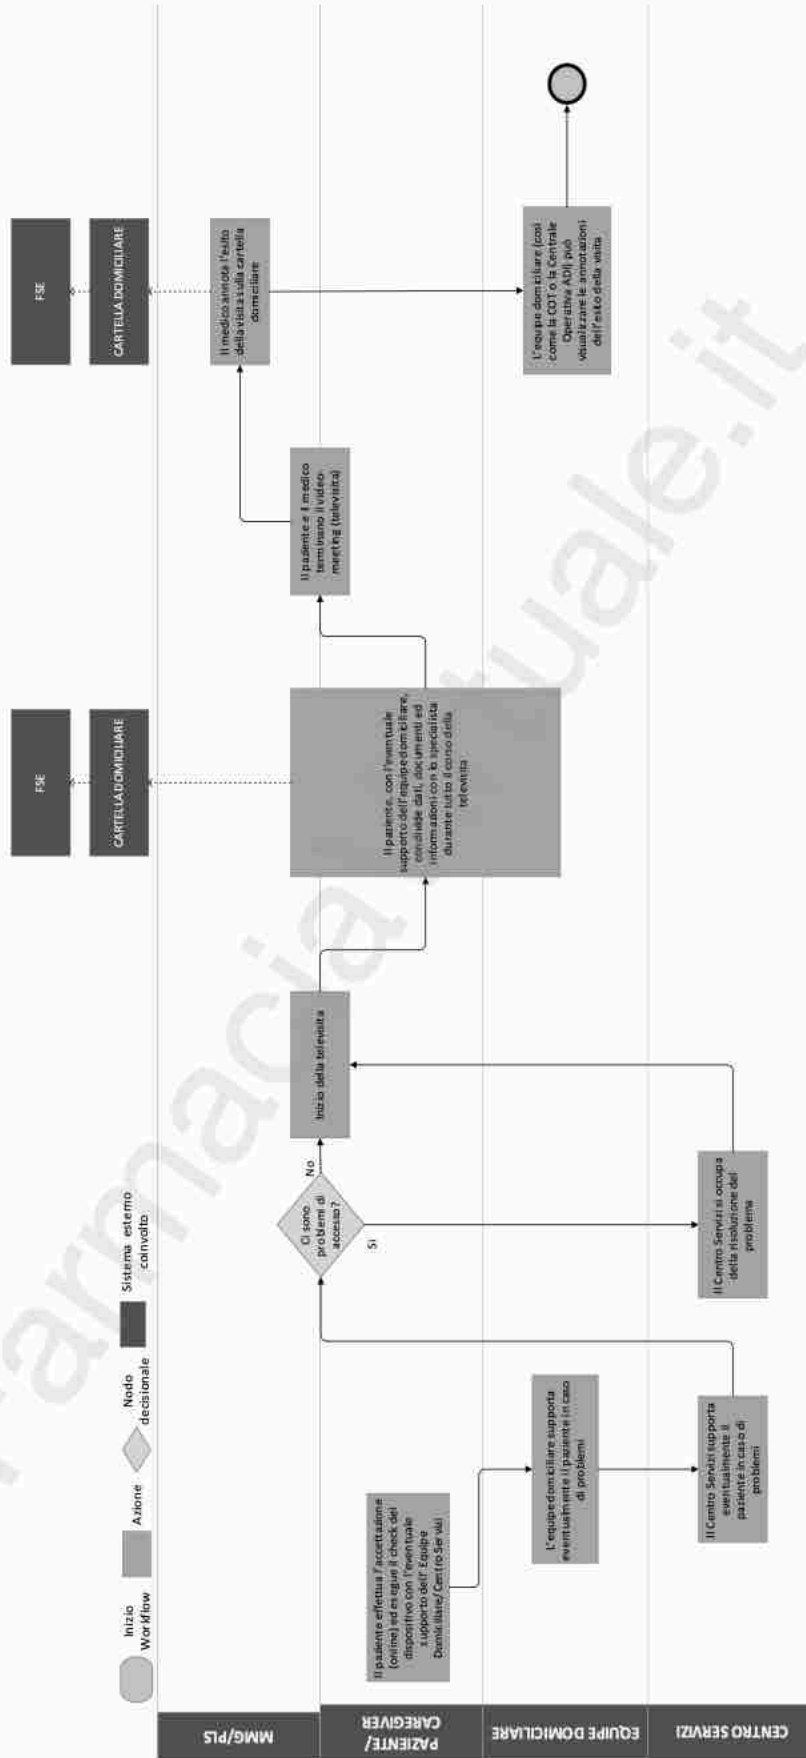 Inizio
Workflow
Azione
Nodo
decisionale
Sistema esterno
coinvolto
MMG/PLS
PAZIENTE/
CAREGIVER
EQUIPE DOMICILIARE
CENTRO SERVIZI
Il paziente effettua l'accettazione
(online) ed esegue il check del
dispositivo con l'eventuale
supporto dell' Equipe
Domiciliare/Centro Servizi
L'equipe domiciliare supporta
eventualmente il paziente in caso
di problemi
Il Centro Servizi supporta
eventualmente il
paziente in caso di
problemi
Ci sono
problemi di
accesso?
No
Si
Il Centro Servizi si occupa
della risoluzione del
problema
Inizio della televisita
FSE
CARTELLA DOMICILIARE
Il paziente, con l'eventuale
supporto dell'equipe domiciliare,
condivide dati, documenti ed
informazioni con lo specialista
durante tutto il corso della
televisita
Il paziente e il medico
terminano il video-
meeting (televisita)
FSE
CARTELLA DOMICILIARE
Il medico annota l'esito
della visita sulla cartella
domiciliare
L'equipe domiciliare (così
come la COT o la Centrale
Operativa ADI) può
visualizzare le annotazioni
dell'esito della visita